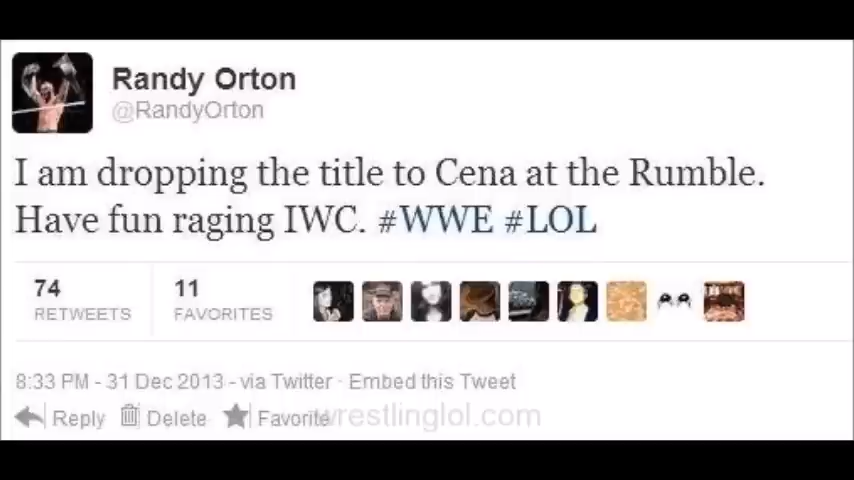 Randy Orton
@RandyOrton
I am dropping the title to Cena at the Rumble.
Have fun raging IWC. #WWE #LOL
74 11
RETWEETS FAVORITES
8:33 PM - 31 Dec 2013 - via Twitter · Embed this Tweet
Reply Delete Favorite wrestlinglol.com